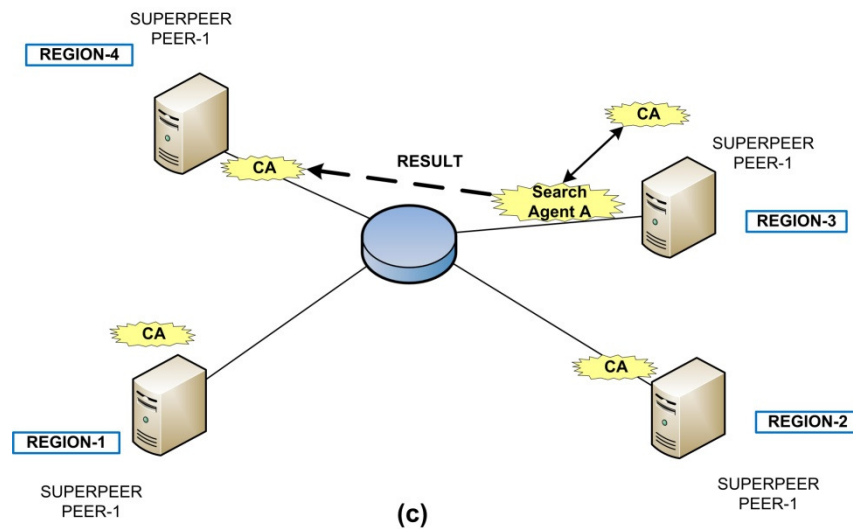 SUPERPEER
PEER-1
REGION-4
CA
RESULT
CA
Search
Agent A
SUPERPEER
PEER-1
REGION-3
CA
REGION-1
SUPERPEER
PEER-1
CA
REGION-2
SUPERPEER
PEER-1
(c)